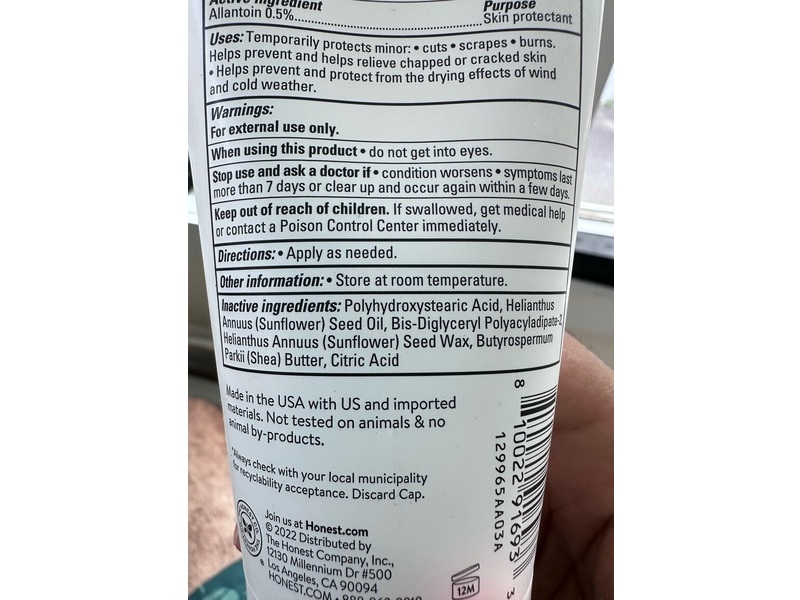 Active ingredient Purpose
Allantoin 0.5%.......................................... Skin protectant
Uses: Temporarily protects minor: • cuts • scrapes • burns.
Helps prevent and helps relieve chapped or cracked skin
• Helps prevent and protect from the drying effects of wind
and cold weather.
Warnings:
For external use only.
When using this product • do not get into eyes.
Stop use and ask a doctor if • condition worsens • symptoms last
more than 7 days or clear up and occur again within a few days.
Keep out of reach of children. If swallowed, get medical help
or contact a Poison Control Center immediately.
Directions: • Apply as needed.
Other information: • Store at room temperature.
Inactive ingredients: Polyhydroxystearic Acid, Helianthus
Annuus (Sunflower) Seed Oil, Bis-Diglyceryl Polyacyladipate-2,
Helianthus Annuus (Sunflower) Seed Wax, Butyrospermum
Parkii (Shea) Butter, Citric Acid
Made in the USA with US and imported
materials. Not tested on animals & no
animal by-products.
*Always check with your local municipality
for recyclability acceptance. Discard Cap.
Join us at Honest.com
© 2022 Distributed by
The Honest Company, Inc.,
12130 Millennium Dr #500
Los Angeles, CA 90094
HONEST.COM •
12M
8 10022 91693 3
129965AA03A